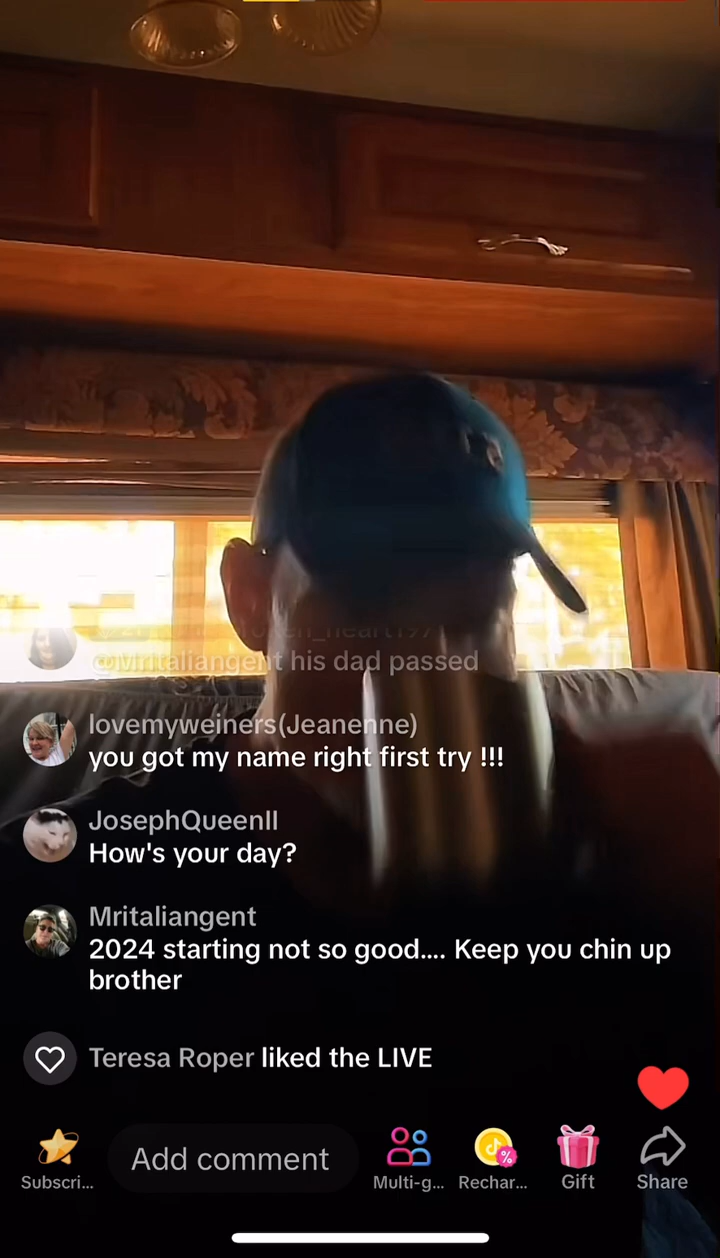 @Mritaliangent his dad passed
lovemyweiners(Jeanenne)
you got my name right first try !!!
JosephQueenII
How's your day?
Mritaliangent
2024 starting not so good.... Keep you chin up
brother
Teresa Roper liked the LIVE
Subscri...
Add comment
Multi-g...
Rechar...
Gift
Share